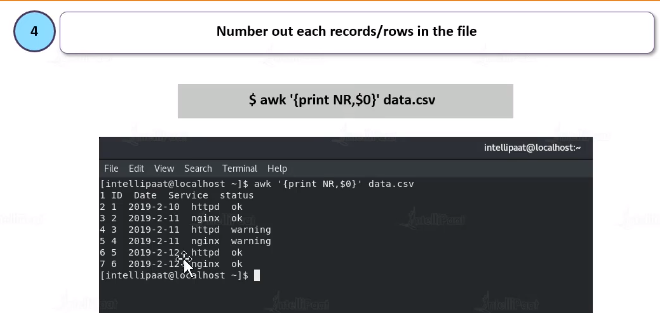 4
Number out each records/rows in the file
$ awk '{print NR,$0}' data.csv
intellipaat@localhost:~
File Edit View Search Terminal Help
[intellipaat@localhost ~]$ awk '{print NR,$0}' data.csv
1 ID  Date  Service  status
2 1  2019-2-10  httpd  ok
3 2  2019-2-11  nginx  ok
4 3  2019-2-11  httpd  warning
5 4  2019-2-11  nginx  warning
6 5  2019-2-12  httpd  ok
7 6  2019-2-12  nginx  ok
[intellipaat@localhost ~]$